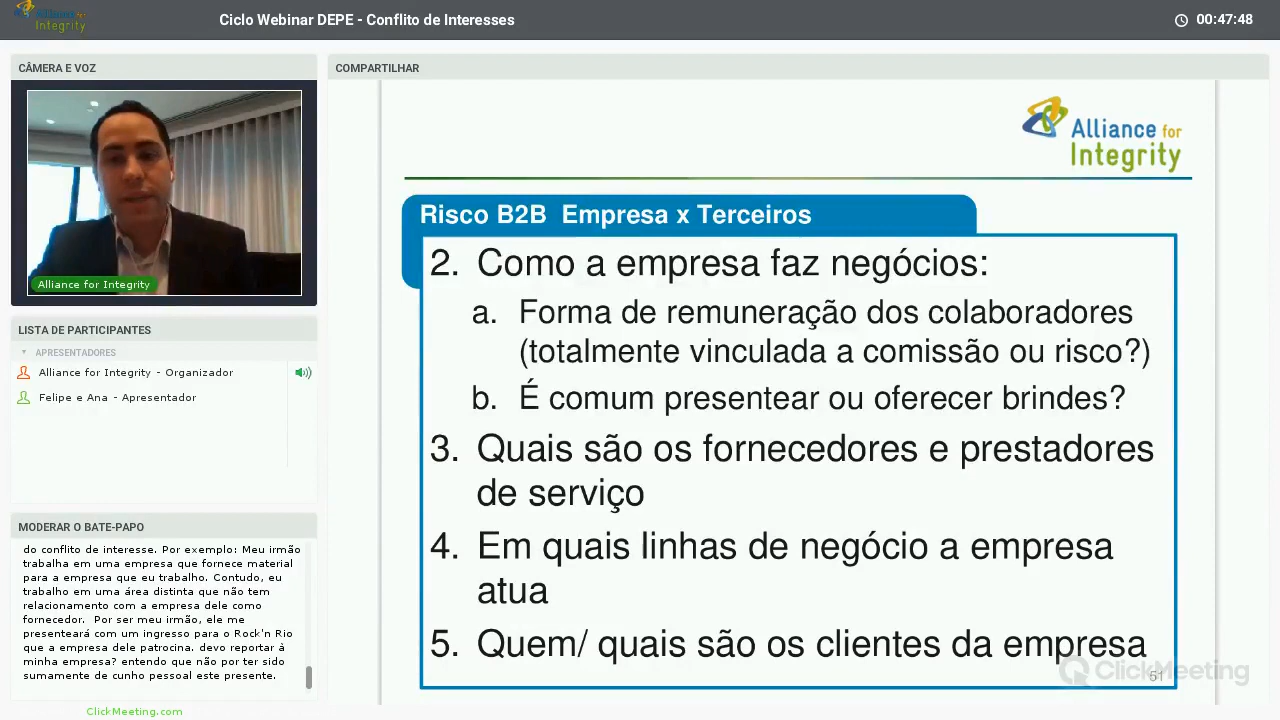 Alliance for
Integrity
Ciclo Webinar DEPE - Conflito de Interesses
00:47:48
CÂMERA E VOZ
Alliance for Integrity
LISTA DE PARTICIPANTES
APRESENTADORES
Alliance for Integrity - Organizador
Felipe e Ana - Apresentador
MODERAR O BATE-PAPO
do conflito de interesse. Por exemplo: Meu irmão
trabalha em uma empresa que fornece material
para a empresa que eu trabalho. Contudo, eu
trabalho em uma área distinta que não tem
relacionamento com a empresa dele como
fornecedor. Por ser meu irmão, ele me
presenteará com um ingresso para o Rock'n Rio
que a empresa dele patrocina. devo reportar à
minha empresa? entendo que não por ter sido
sumamente de cunho pessoal este presente.
ClickMeeting.com
COMPARTILHAR
Alliance for
Integrity
Risco B2B Empresa x Terceiros
2. Como a empresa faz negócios:
a. Forma de remuneração dos colaboradores
(totalmente vinculada a comissão ou risco?)
b. É comum presentear ou oferecer brindes?
3. Quais são os fornecedores e prestadores
de serviço
4. Em quais linhas de negócio a empresa
atua
5. Quem/ quais são os clientes da empresa
ClickMeeting
51